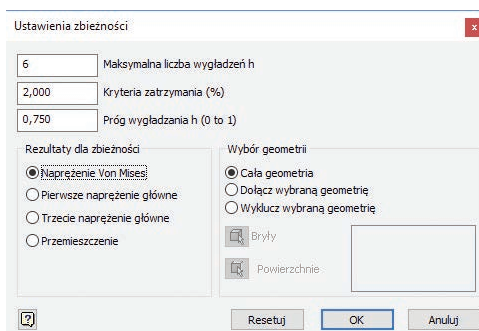 Ustawienia zbieżności
x
6 Maksymalna liczba wygładzeń h
2,000 Kryteria zatrzymania (%)
0,750 Próg wygładzania h (0 to 1)
Rezultaty dla zbieżności
Naprężenie Von Mises
Pierwsze naprężenie główne
Trzecie naprężenie główne
Przemieszczenie
Wybór geometrii
Cała geometria
Dołącz wybraną geometrię
Wyklucz wybraną geometrię
Bryły
Powierzchnie
?
Resetuj OK Anuluj